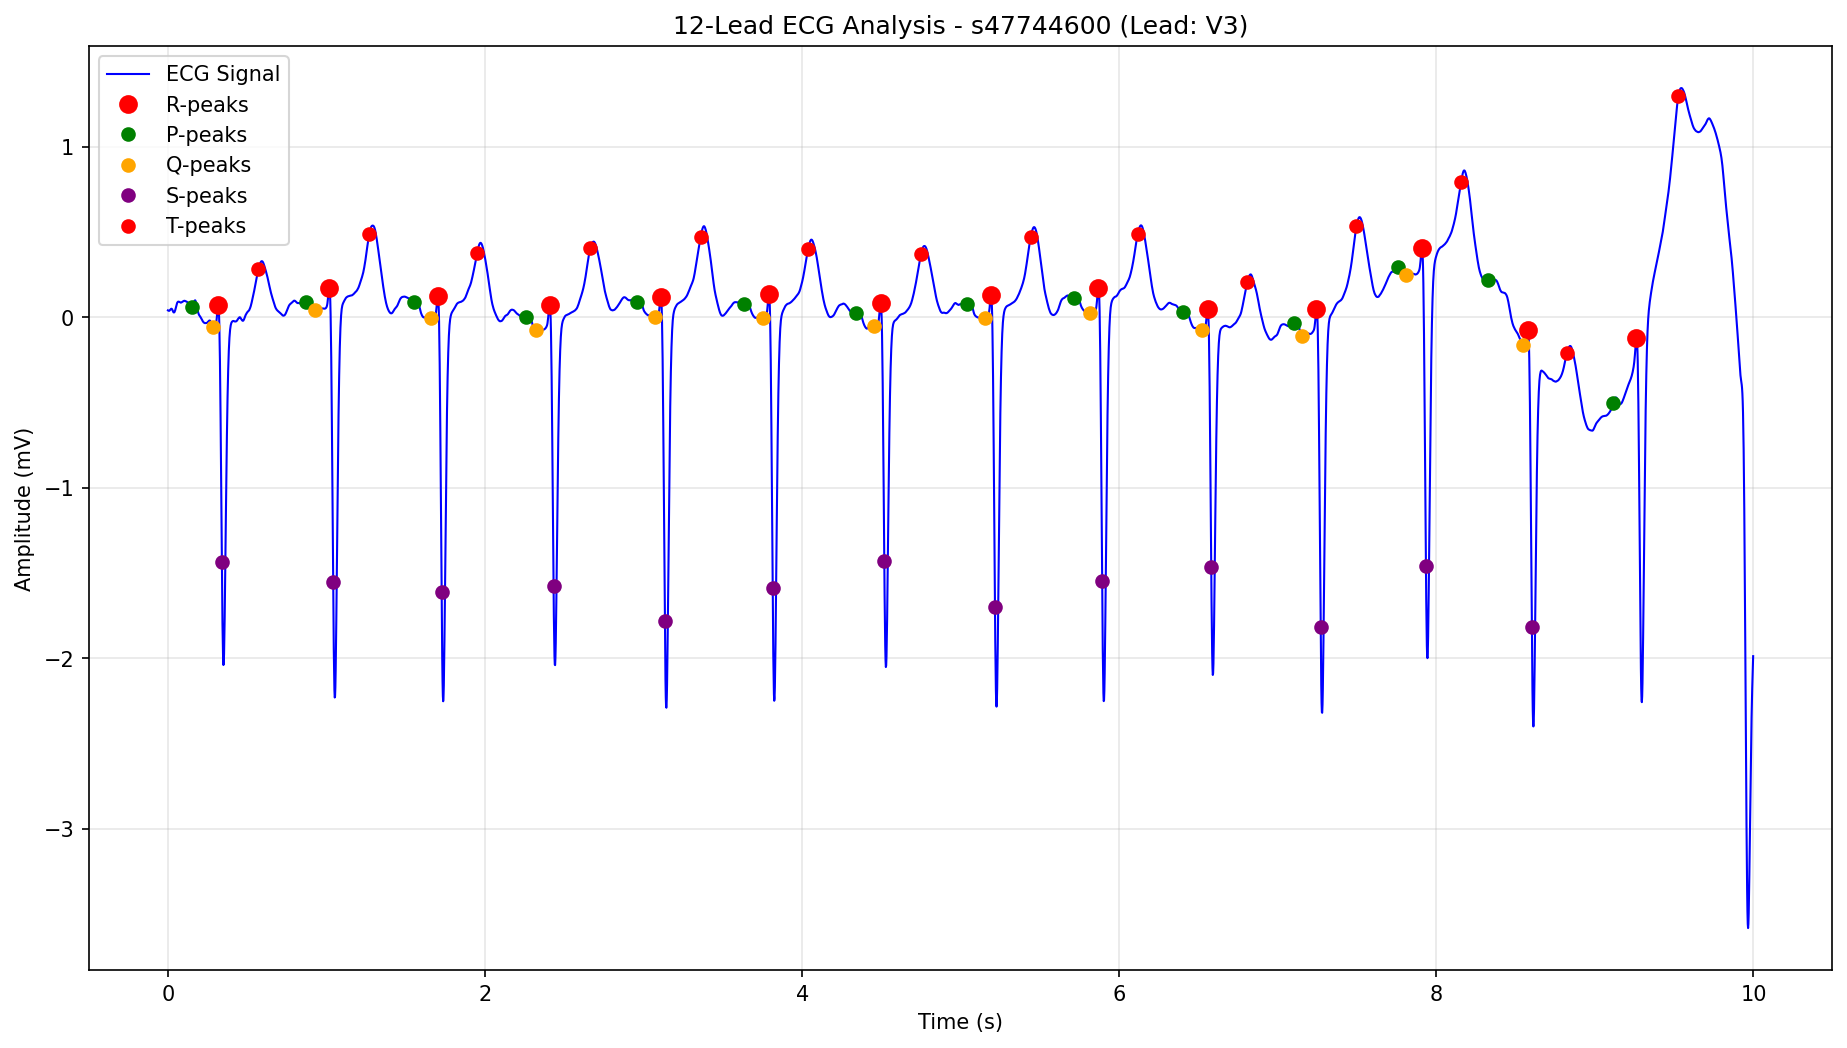 12-Lead ECG Analysis - s47744600 (Lead: V3)
ECG Signal
R-peaks
P-peaks
Q-peaks
S-peaks
T-peaks
1
0
−1
−2
−3
Amplitude (mV)
0 2 4 6 8 10
Time (s)